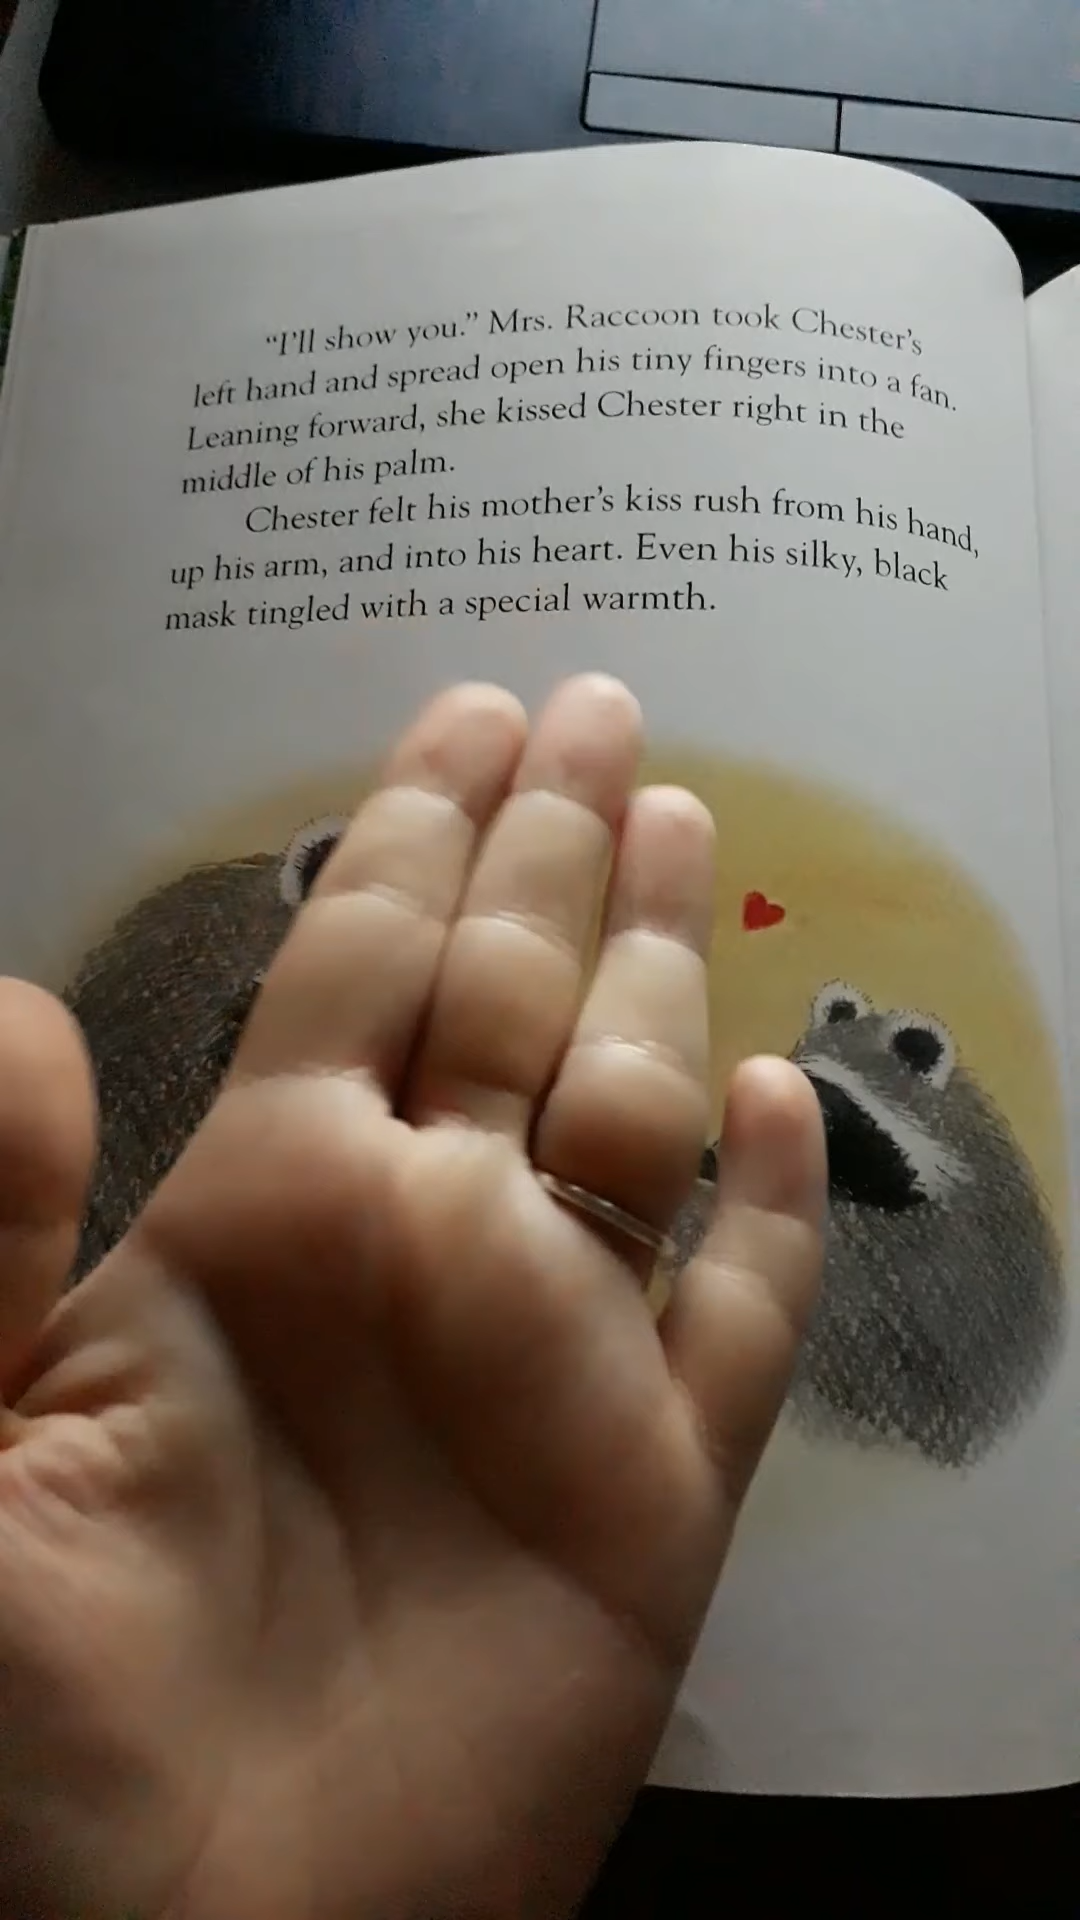 “I’ll show you.” Mrs. Raccoon took Chester’s
left hand and spread open his tiny fingers into a fan.
Leaning forward, she kissed Chester right in the
middle of his palm.
Chester felt his mother’s kiss rush from his hand,
up his arm, and into his heart. Even his silky, black
mask tingled with a special warmth.